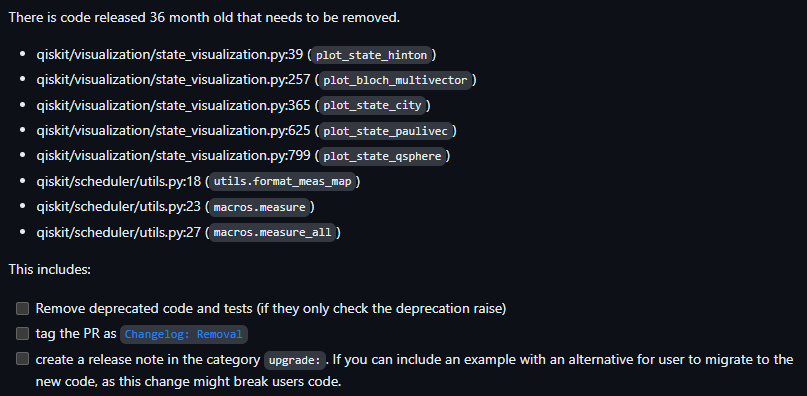 There is code released 36 month old that needs to be removed.
qiskit/visualization/state_visualization.py:39 (plot_state_hinton)
qiskit/visualization/state_visualization.py:257 (plot_bloch_multivector)
qiskit/visualization/state_visualization.py:365 (plot_state_city)
qiskit/visualization/state_visualization.py:625 (plot_state_paulivec)
qiskit/visualization/state_visualization.py:799 (plot_state_qsphere)
qiskit/scheduler/utils.py:18 (utils.format_meas_map)
qiskit/scheduler/utils.py:23 (macros.measure)
qiskit/scheduler/utils.py:27 (macros.measure_all)
This includes:
Remove deprecated code and tests (if they only check the deprecation raise)
tag the PR as Changelog: Removal
create a release note in the category upgrade:. If you can include an example with an alternative for user to migrate to the
new code, as this change might break users code.